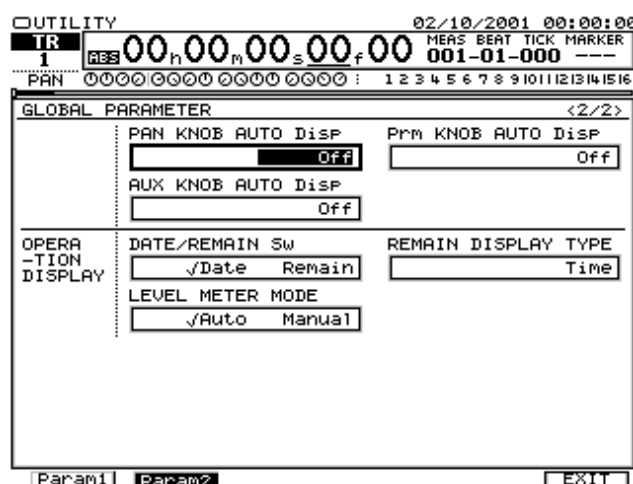 UTILITY 02/10/2001 00:00:00
TR 1 ABS 00h00m00s00f00 MEAS BEAT TICK MARKER
001-01-000 ---
PAN 1 2 3 4 5 6 7 8 9 10 11 12 13 14 15 16
GLOBAL PARAMETER <2/2>
PAN KNOB AUTO Disp Prm KNOB AUTO Disp
Off Off
AUX KNOB AUTO Disp
Off
OPERA
-TION
DISPLAY
DATE/REMAIN Sw REMAIN DISPLAY TYPE
√Date Remain Time
LEVEL METER MODE
√Auto Manual
Param1 Param2 EXIT